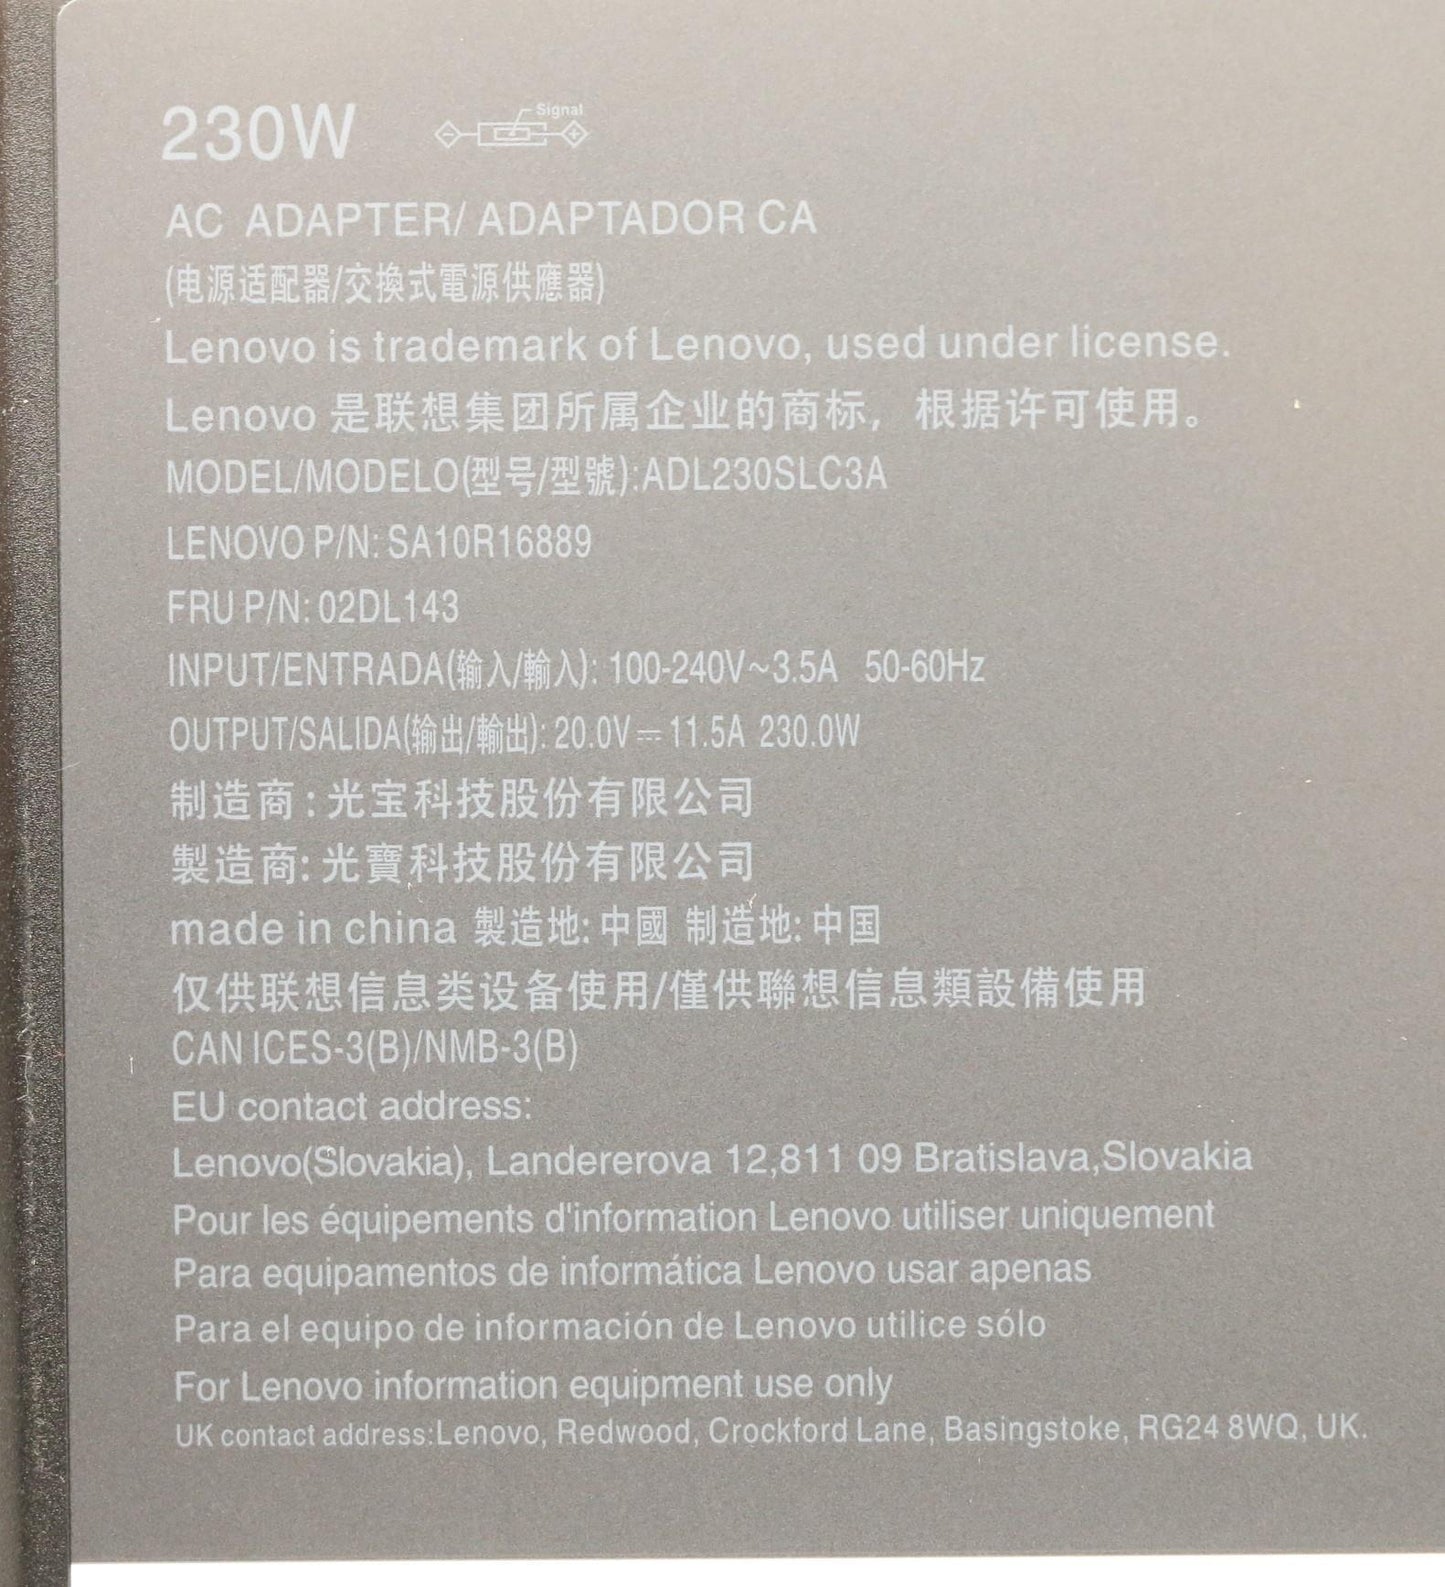 230W
Signal
AC ADAPTER/ ADAPTADOR CA
(电源适配器/交換式電源供應器)
Lenovo is trademark of Lenovo, used under license.
Lenovo 是联想集团所属企业的商标, 根据许可使用。
MODEL/MODELO(型号/型號):ADL230SLC3A
LENOVO P/N: SA10R16889
FRU P/N: 02DL143
INPUT/ENTRADA(输入/輸入): 100-240V~3.5A 50-60Hz
OUTPUT/SALIDA(输出/輸出): 20.0V⎓11.5A 230.0W
制造商:光宝科技股份有限公司
製造商:光寶科技股份有限公司
made in china 製造地:中國 制造地:中国
仅供联想信息类设备使用/僅供聯想信息類設備使用
CAN ICES-3(B)/NMB-3(B)
EU contact address:
Lenovo(Slovakia), Landererova 12,811 09 Bratislava,Slovakia
Pour les équipements d'information Lenovo utiliser uniquement
Para equipamentos de informática Lenovo usar apenas
Para el equipo de información de Lenovo utilice sólo
For Lenovo information equipment use only
UK contact address:Lenovo, Redwood, Crockford Lane, Basingstoke, RG24 8WQ, UK.